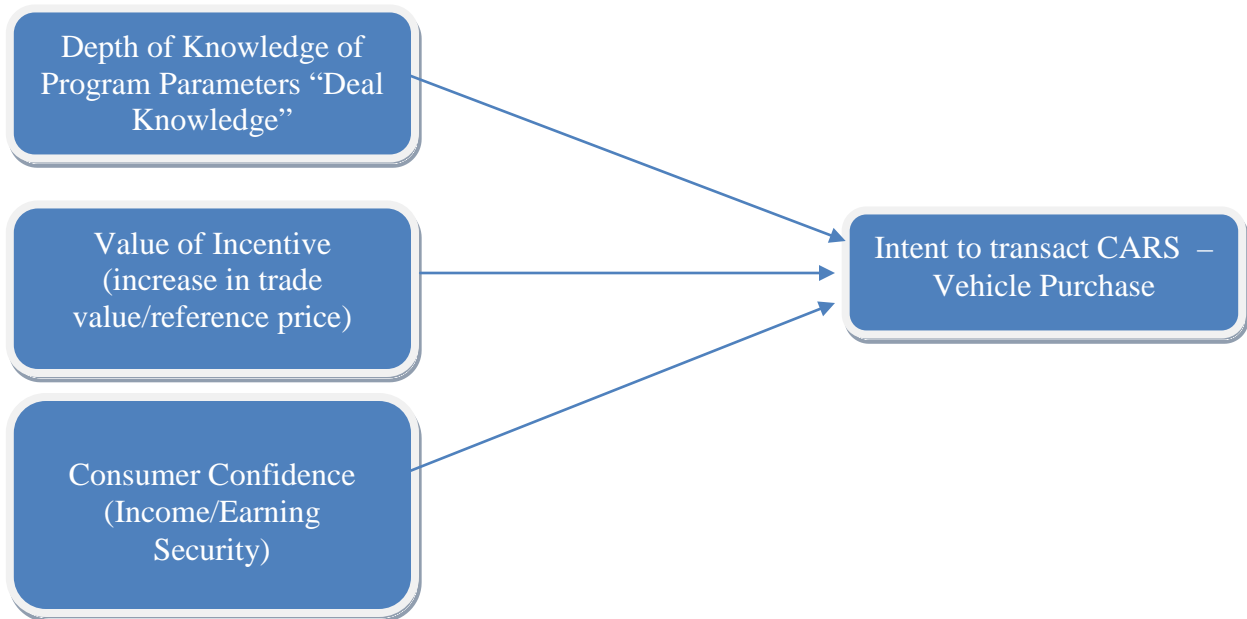 Depth of Knowledge of
Program Parameters “Deal
Knowledge”
Value of Incentive
(increase in trade
value/reference price)
Consumer Confidence
(Income/Earning
Security)
Intent to transact CARS –
Vehicle Purchase